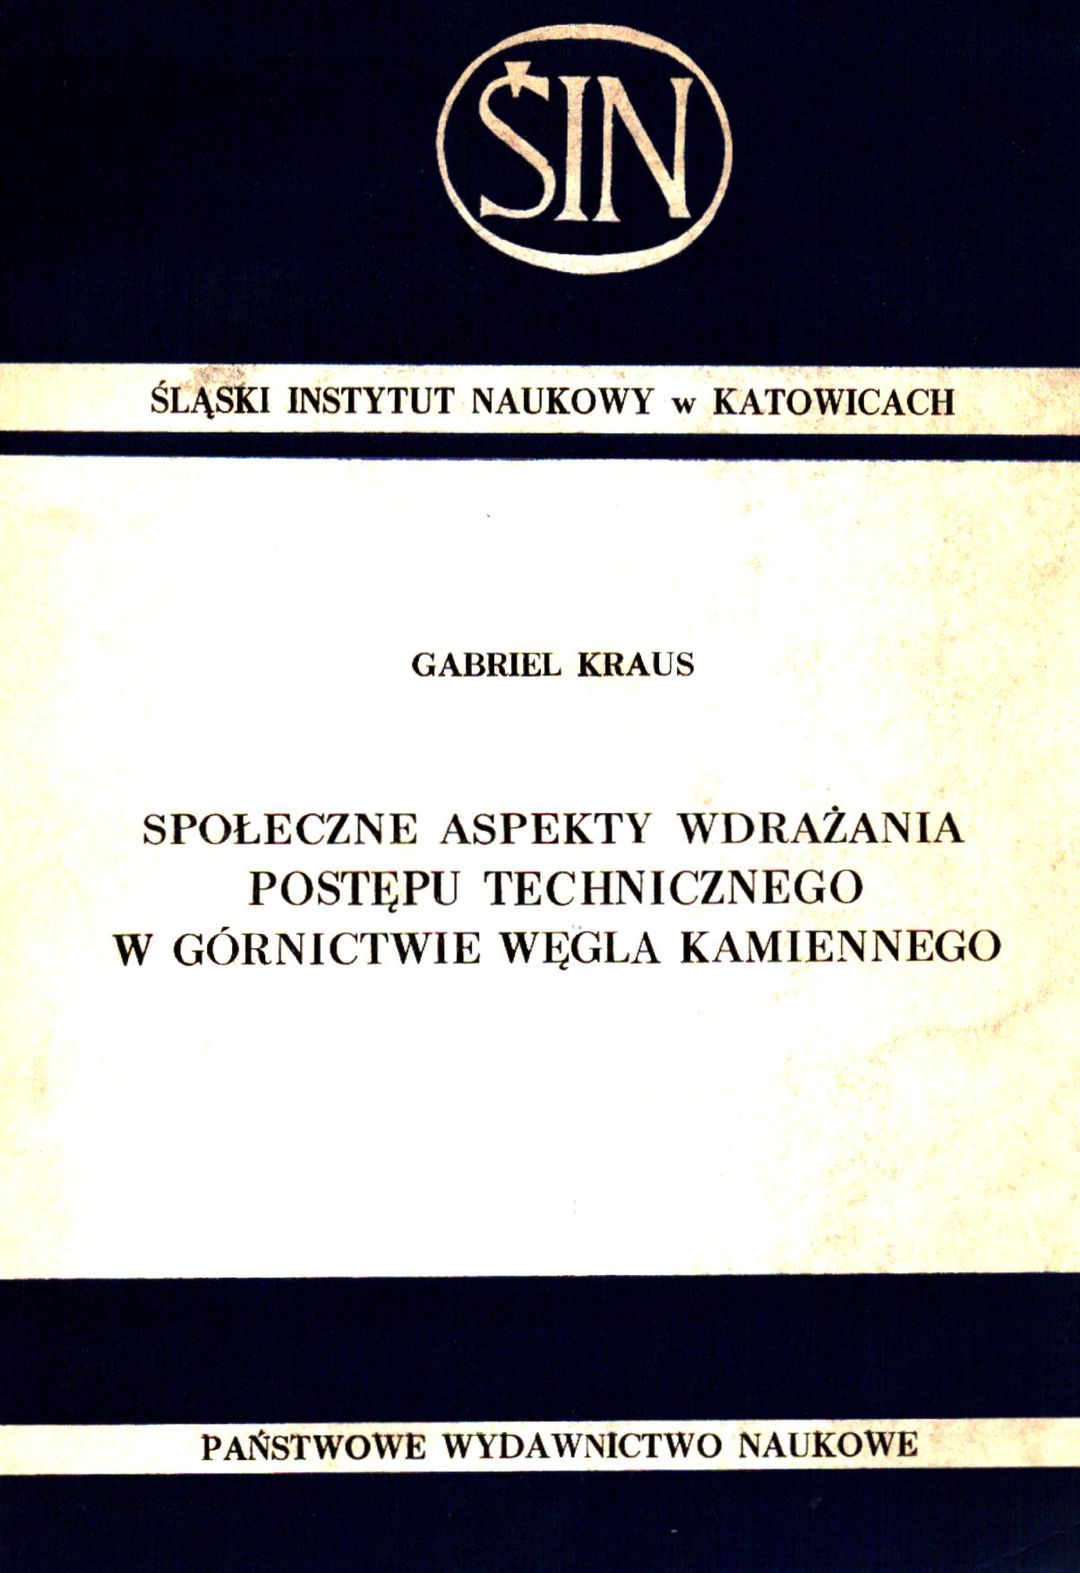 ŚIN
ŚLĄSKI INSTYTUT NAUKOWY w KATOWICACH
GABRIEL KRAUS
SPOŁECZNE ASPEKTY WDRAŻANIA
POSTĘPU TECHNICZNEGO
W GÓRNICTWIE WĘGLA KAMIENNEGO
PAŃSTWOWE WYDAWNICTWO NAUKOWE